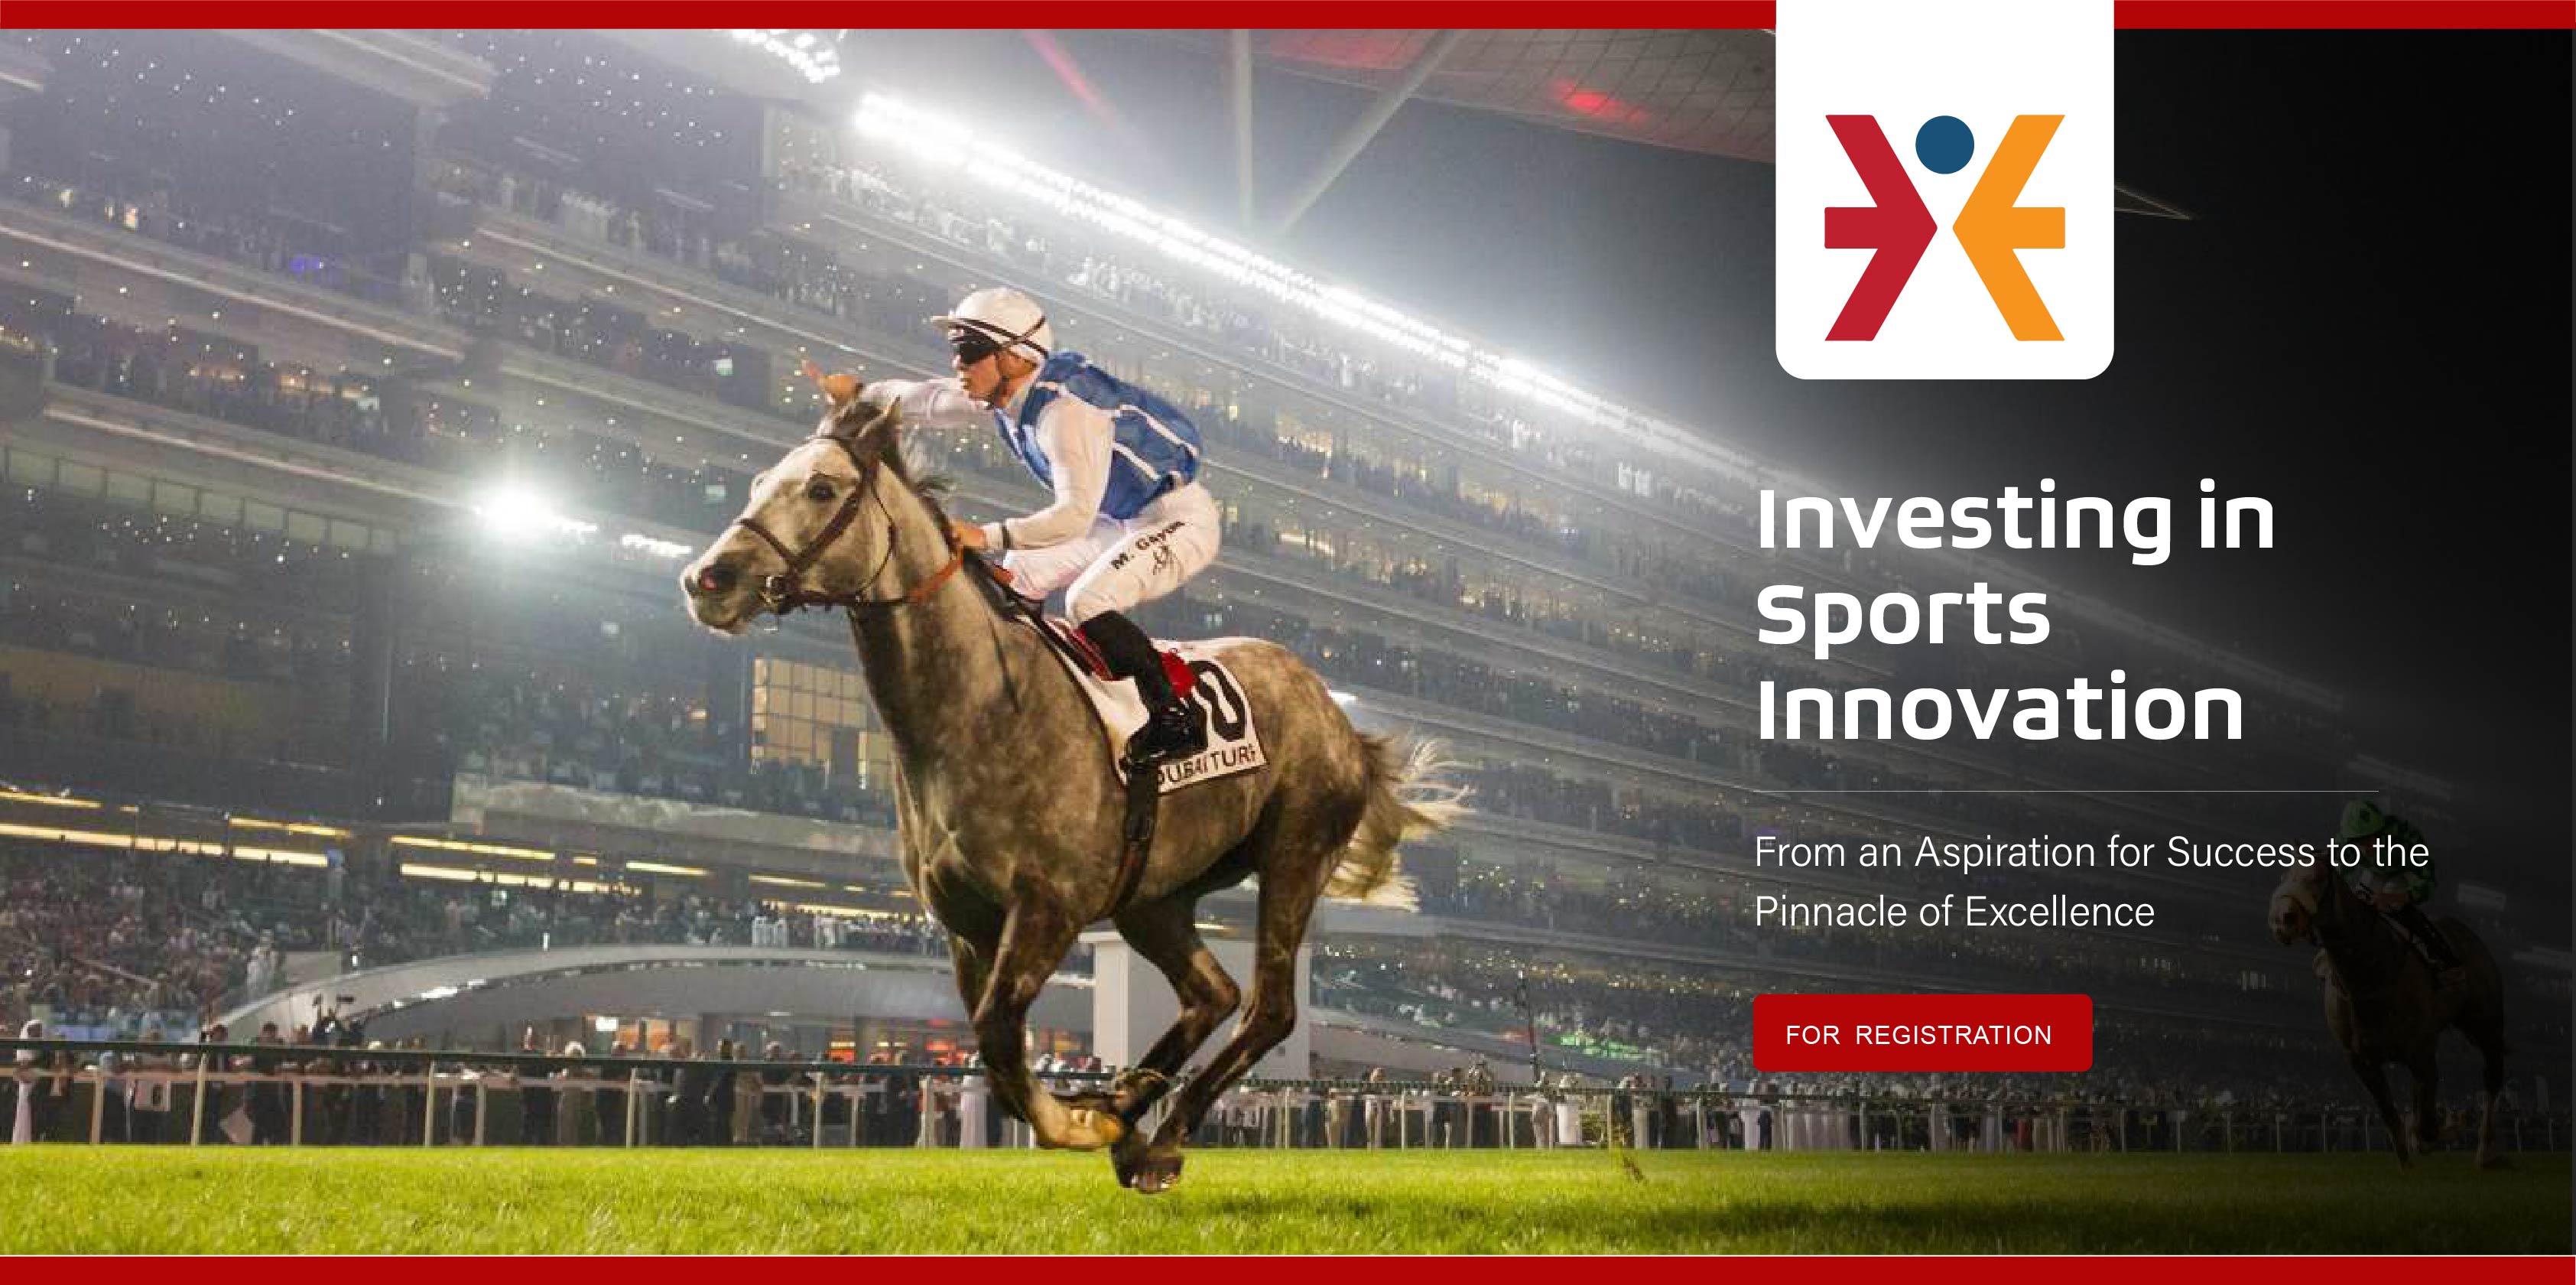 Investing in
Sports
Innovation
From an Aspiration for Success to the
Pinnacle of Excellence
FOR REGISTRATION
M. Guyon
DUBAI TURF